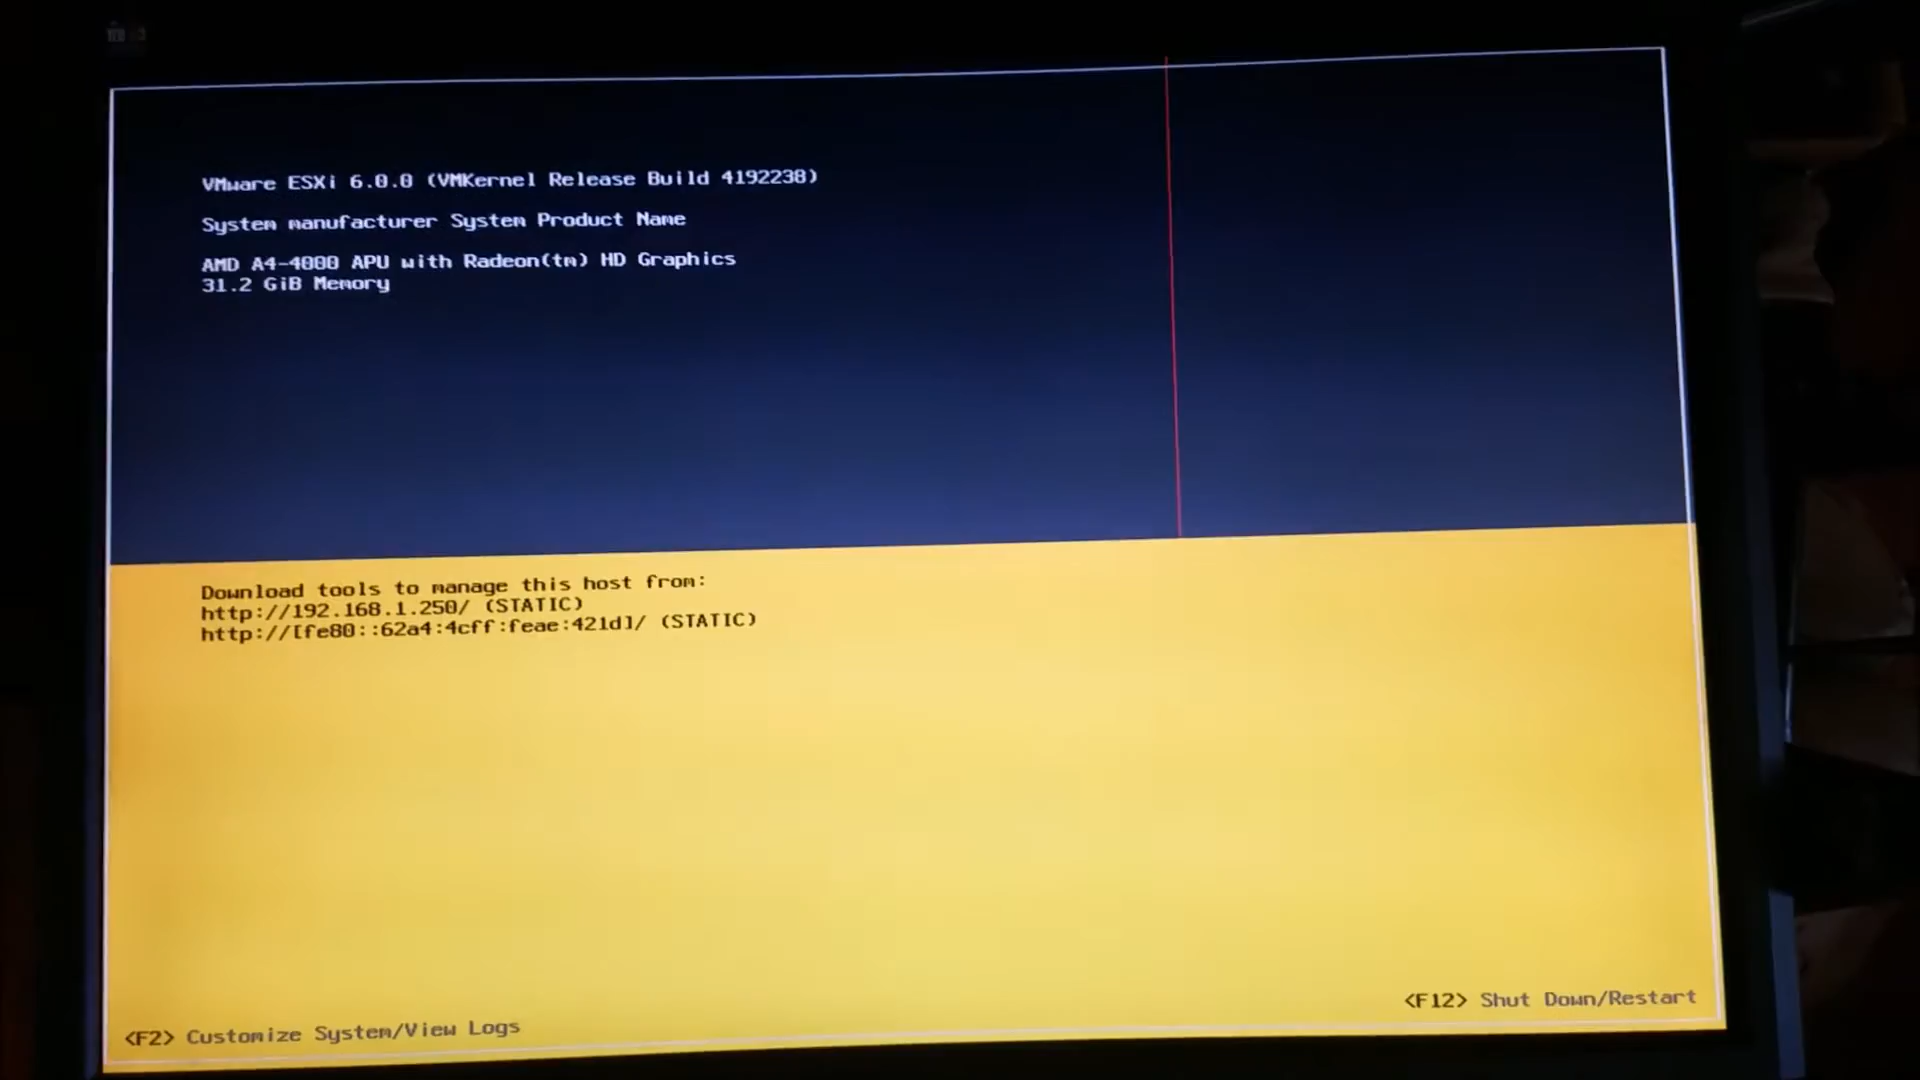 VMware ESXi 6.0.0 (VMKernel Release Build 4192238)
System manufacturer System Product Name
AMD A4-4000 APU with Radeon(tm) HD Graphics
31.2 GiB Memory
Download tools to manage this host from:
http://192.168.1.250/ (STATIC)
http://[fe80::62a4:4cff:feae:421d]/ (STATIC)
<F2> Customize System/View Logs
<F12> Shut Down/Restart